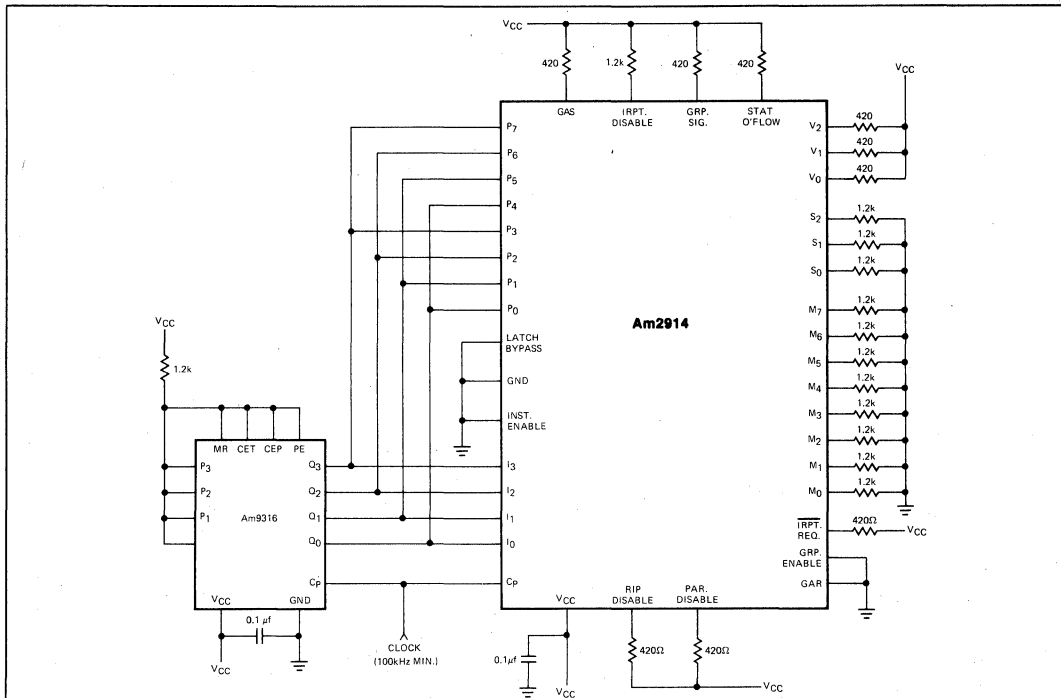 VCC
420
1.2k
420
420
VCC
GAS
IRPT. DISABLE
GRP. SIG.
STAT O'FLOW
P7
P6
P5
P4
P3
P2
P1
P0
LATCH BYPASS
GND
INST. ENABLE
I3
I2
I1
I0
CP
Am2914
V2
420
V1
420
V0
420
S2
1.2k
S1
1.2k
S0
1.2k
M7
1.2k
M6
1.2k
M5
1.2k
M4
1.2k
M3
1.2k
M2
1.2k
M1
1.2k
M0
1.2k
IRPT. REQ.
420Ω
VCC
GRP. ENABLE
GAR
VCC
RIP DISABLE
PAR. DISABLE
0.1μf
420Ω
420Ω
VCC
VCC
VCC
1.2k
MR
CET
CEP
PE
P3
P2
P1
Am9316
Q3
Q2
Q1
Q0
CP
VCC
GND
0.1 μf
VCC
CLOCK
(100kHz MIN.)